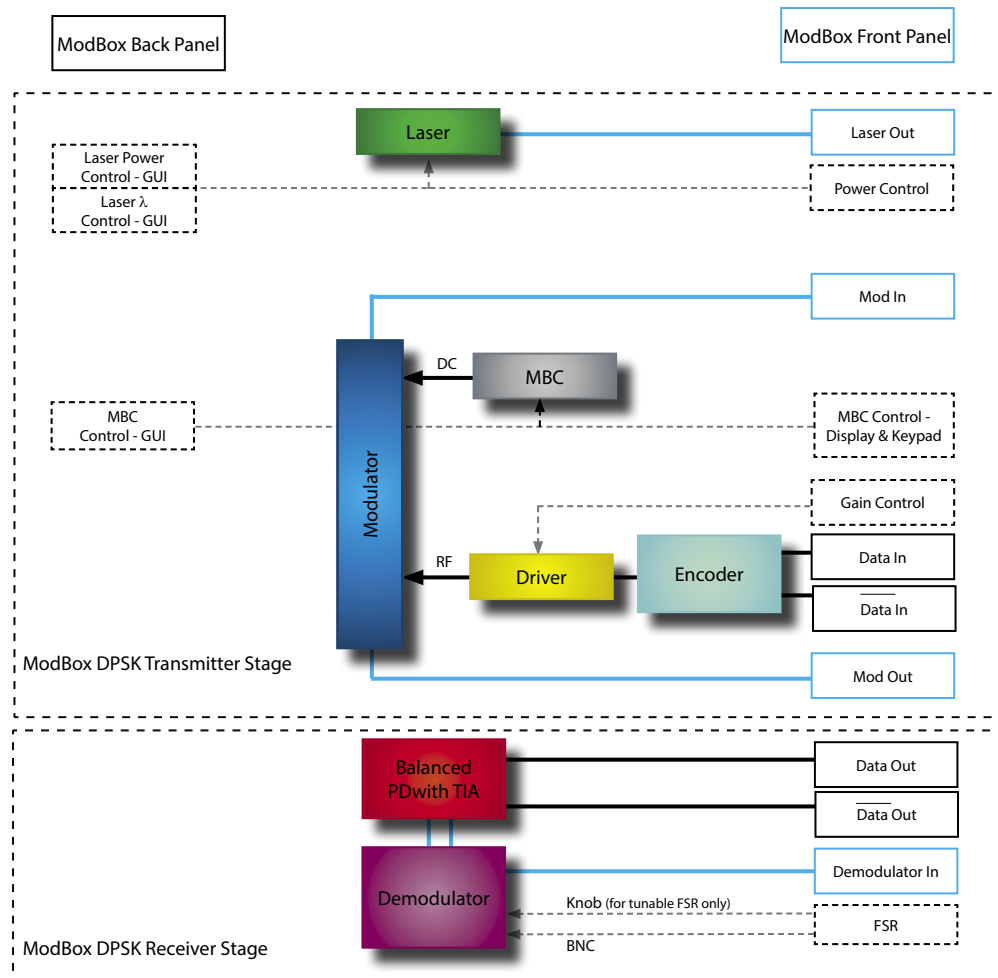 ModBox Back Panel
ModBox Front Panel
Laser
Laser Out
Laser Power
Control - GUI
Laser λ
Control - GUI
Power Control
Mod In
DC
MBC
MBC
Control - GUI
MBC Control -
Display & Keypad
Modulator
Gain Control
RF
Driver
Encoder
Data In
Data In
ModBox DPSK Transmitter Stage
Mod Out
Balanced
PDwith TIA
Data Out
Data Out
Demodulator
Demodulator In
Knob (for tunable FSR only)
FSR
BNC
ModBox DPSK Receiver Stage